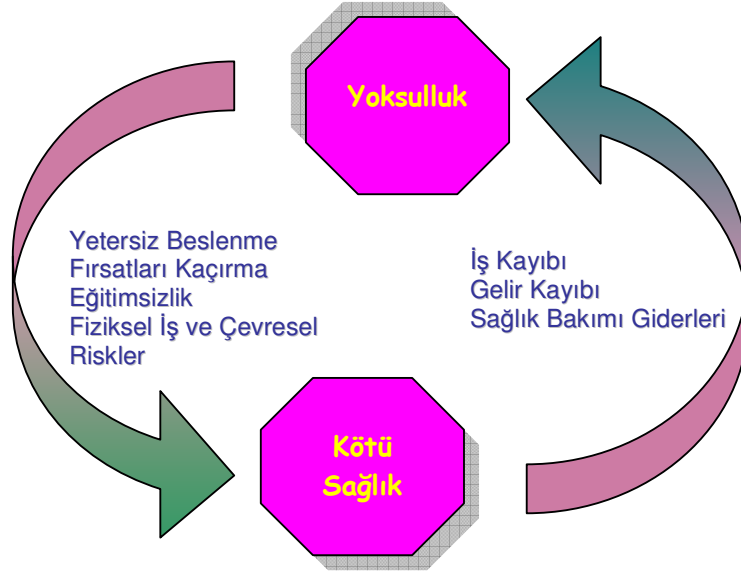 Yoksulluk
Yetersiz Beslenme
Fırsatları Kaçırma
Eğitimsizlik
Fiziksel İş ve Çevresel
Riskler
İş Kayıbı
Gelir Kayıbı
Sağlık Bakımı Giderleri
Kötü
Sağlık